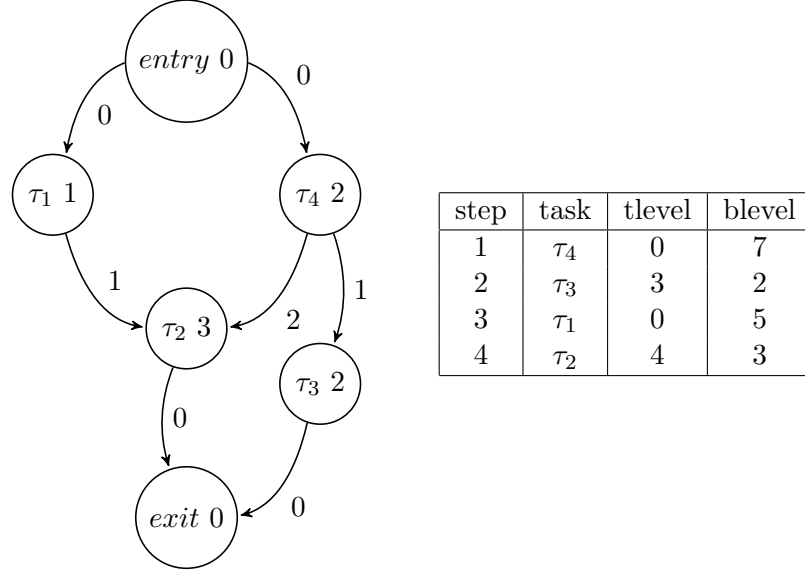 entry 0
0
0
τ₁ 1
τ₄ 2
1
2
1
τ₂ 3
τ₃ 2
0
0
exit 0
step task tlevel blevel
1 τ₄ 0 7
2 τ₃ 3 2
3 τ₁ 0 5
4 τ₂ 4 3